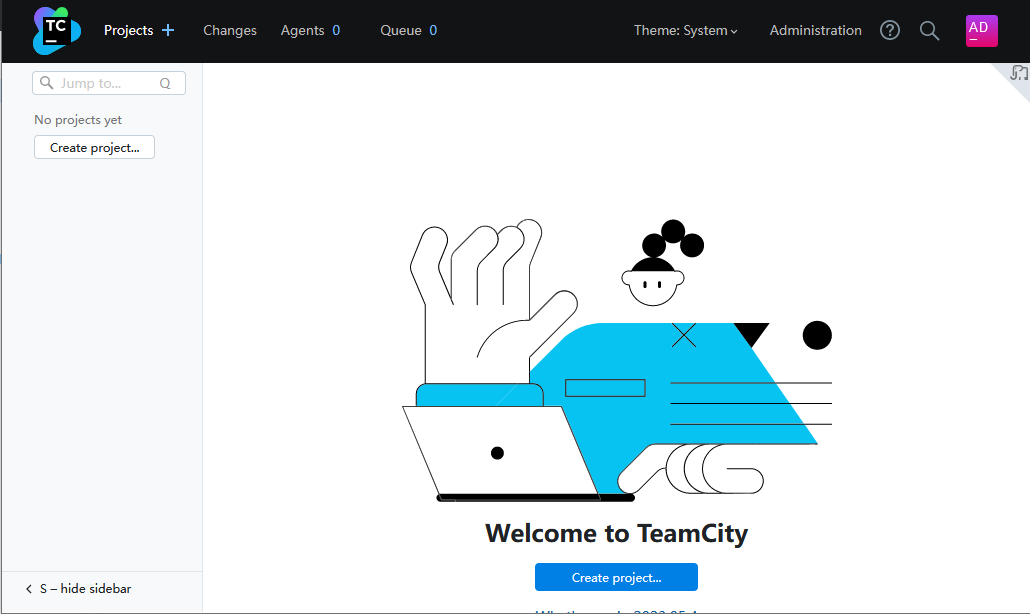 TC
Projects
Changes
Agents 0
Queue 0
Theme: System
Administration
AD
Jump to... Q
No projects yet
Create project...
Welcome to TeamCity
Create project...
S – hide sidebar